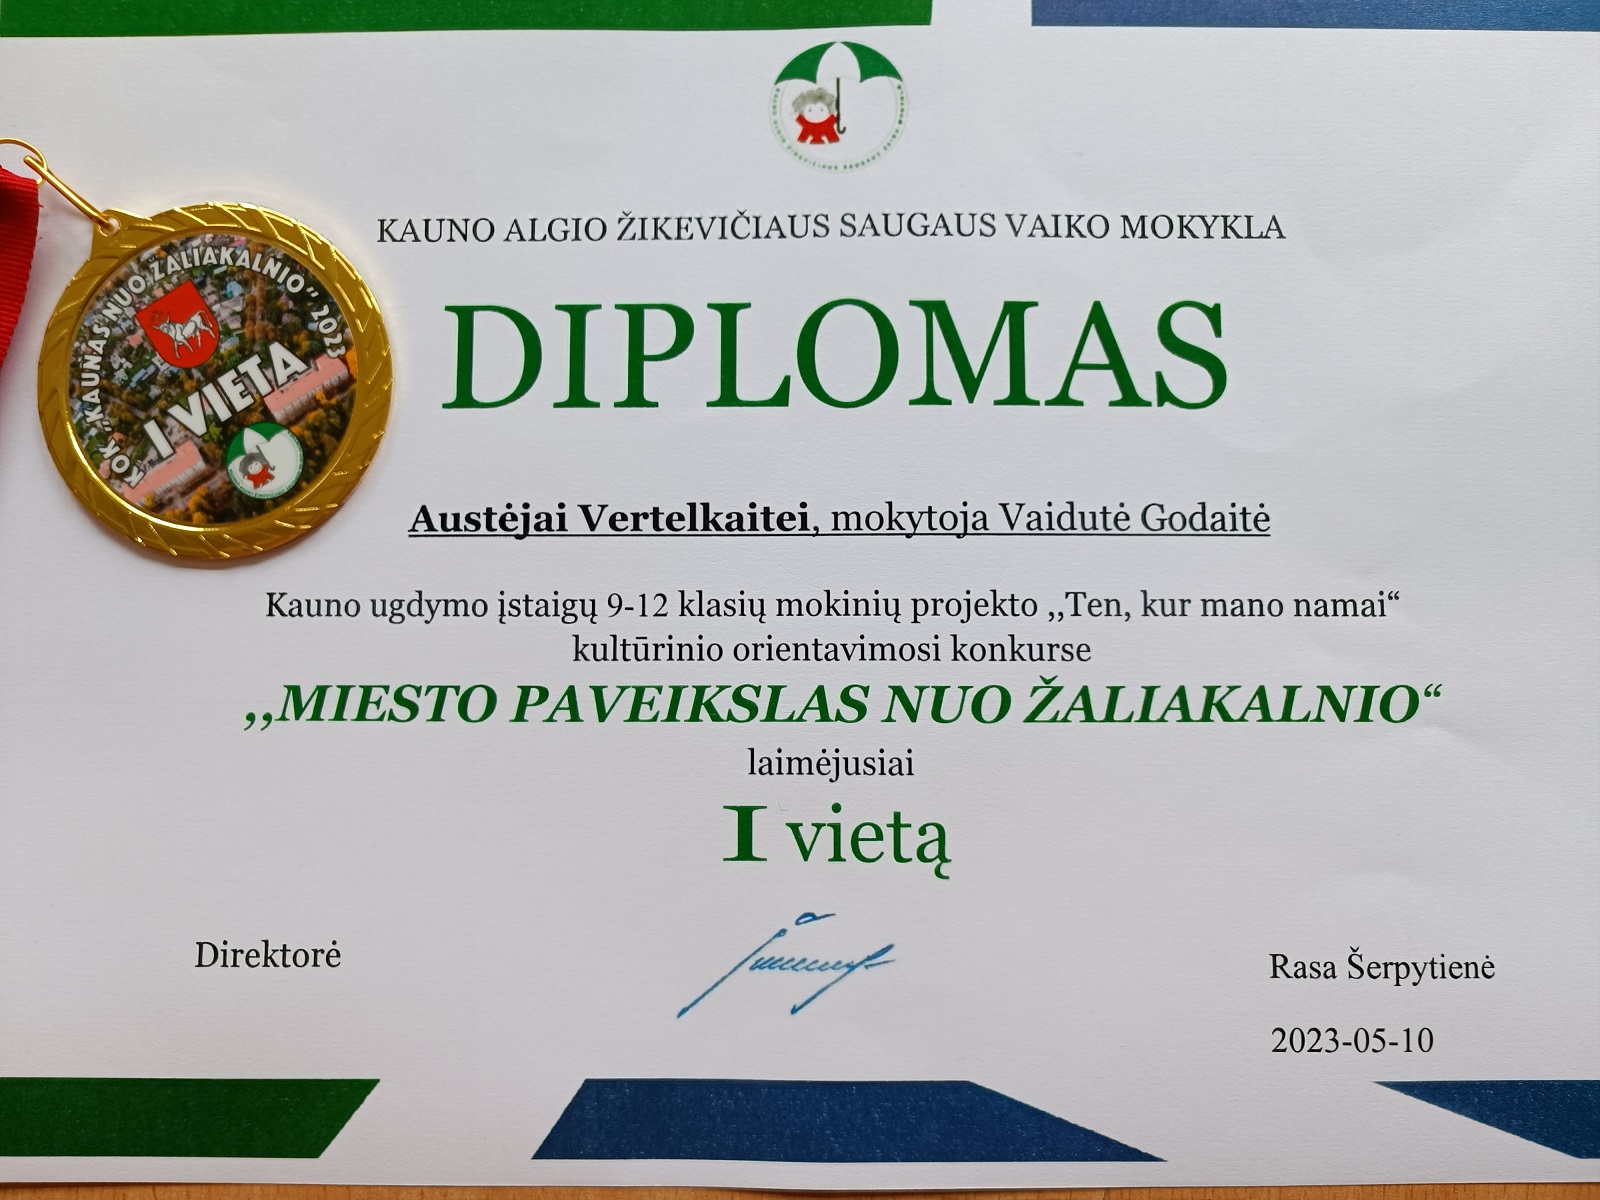 KAUNO ALGIO ŽIKEVIČIAUS SAUGAUS VAIKO MOKYKLA
KOK „KAUNAS NUO ŽALIAKALNIO“ 2023
I VIETA
DIPLOMAS
Austėjai Vertelkaitei, mokytoja Vaidutė Godaitė
Kauno ugdymo įstaigų 9-12 klasių mokinių projekto ,,Ten, kur mano namai“
kultūrinio orientavimosi konkurse
,,MIESTO PAVEIKSLAS NUO ŽALIAKALNIO“
laimėjusiai
I vietą
Direktorė
Rasa Šerpytienė
2023-05-10